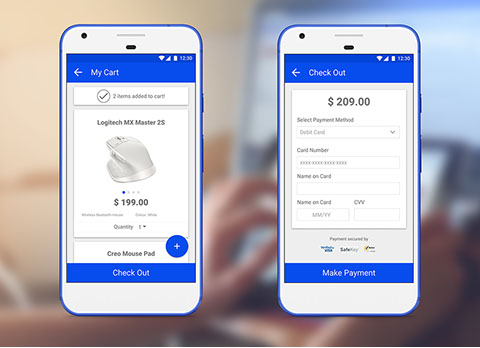 12:30
My Cart
2 items added to cart!
Logitech MX Master 2S
$ 199.00
Wireless Bluetooth Mouse
Colour: White
Quantity 1
+
Creo Mouse Pad
Check Out
12:30
Check Out
$ 209.00
Select Payment Method
Debit Card
Card Number
xxxx-xxxx-xxxx-xxxx
Name on Card
Name on Card CVV
MM/YY
Payment secured by
Verified by VISA SafeKey
Make Payment